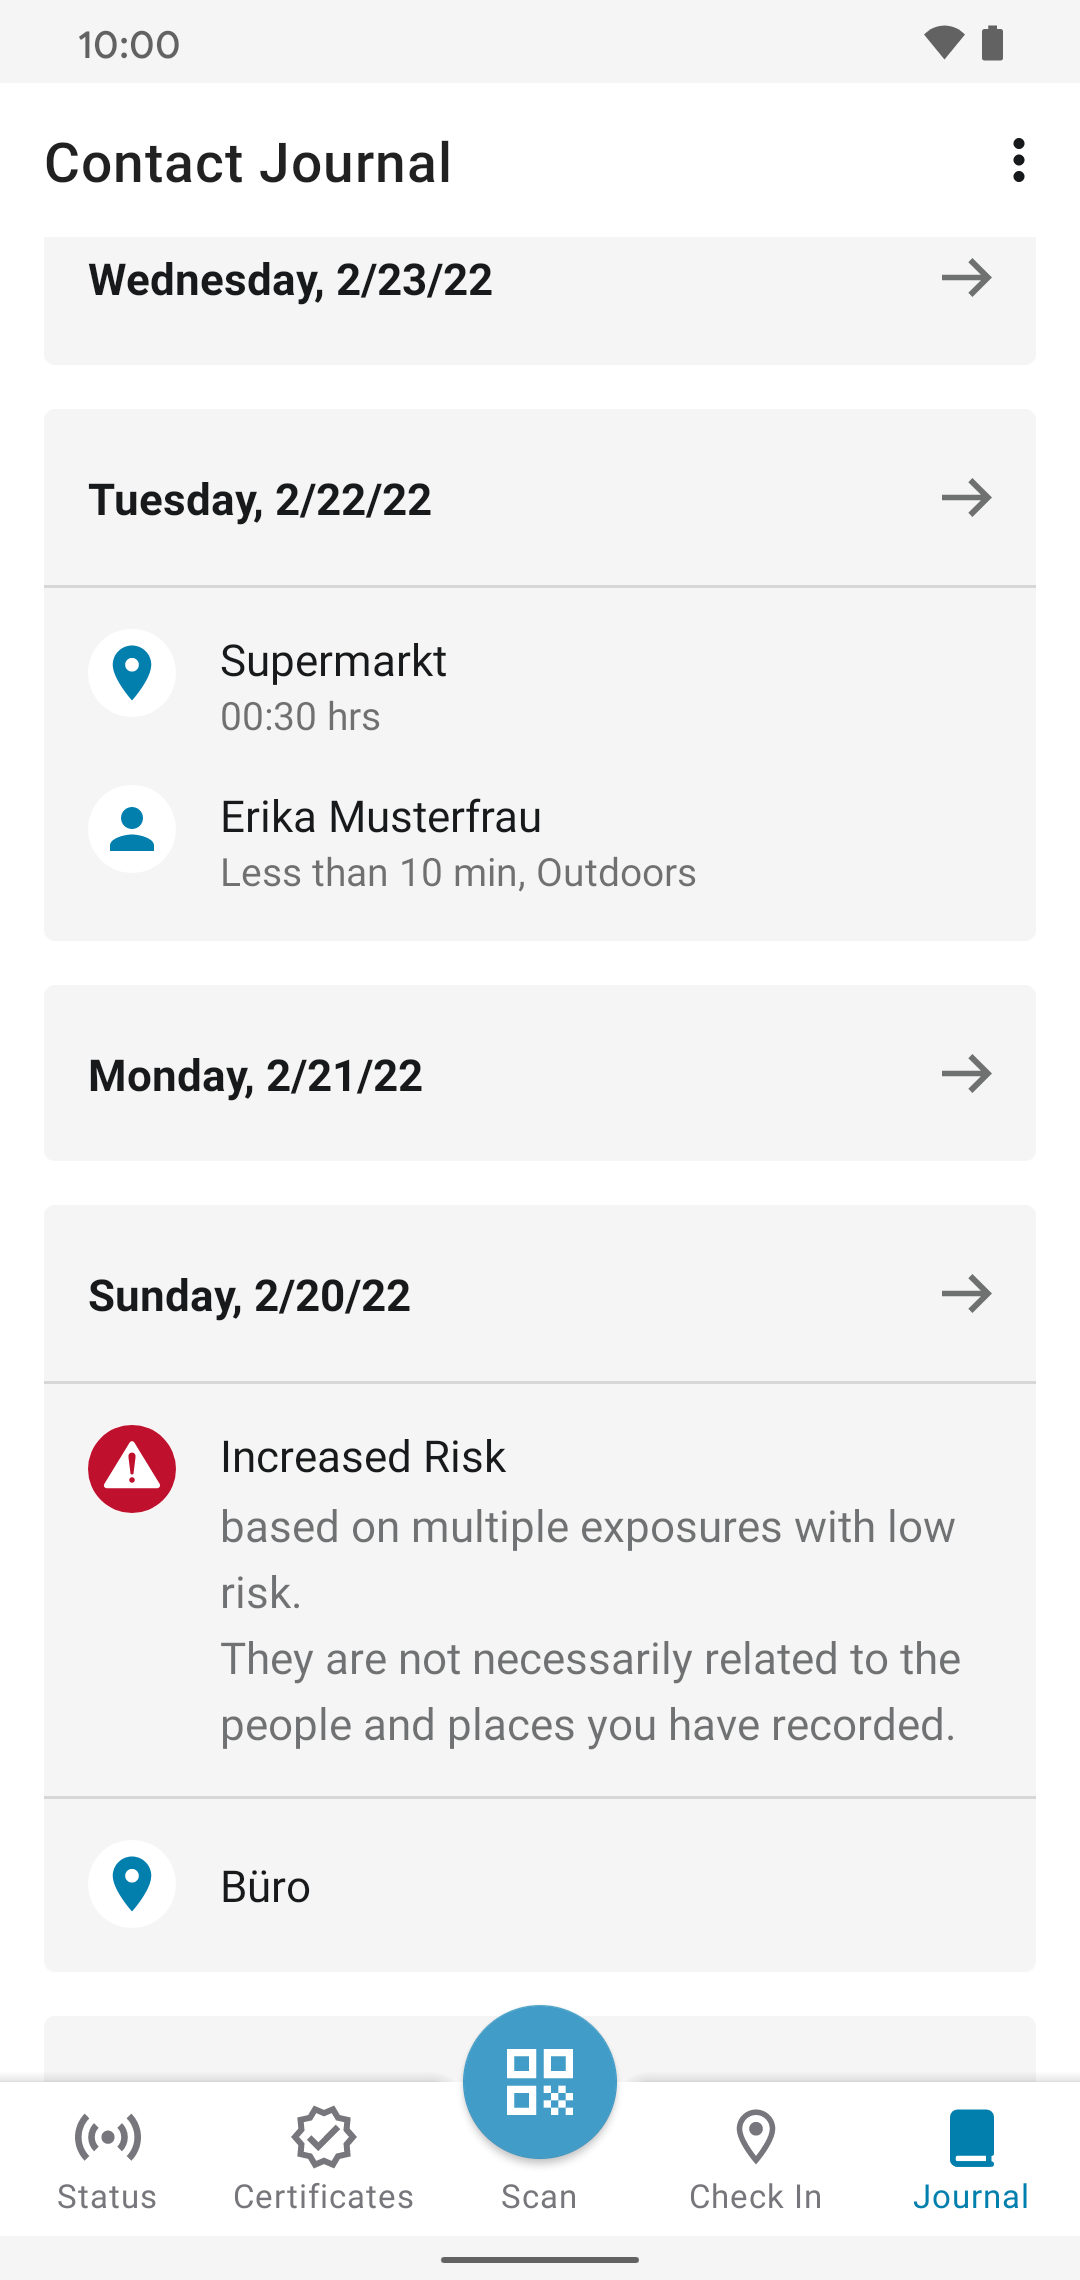 10:00
Contact Journal
Wednesday, 2/23/22
Tuesday, 2/22/22
Supermarkt
00:30 hrs
Erika Musterfrau
Less than 10 min, Outdoors
Monday, 2/21/22
Sunday, 2/20/22
Increased Risk
based on multiple exposures with low
risk.
They are not necessarily related to the
people and places you have recorded.
Büro
Status
Certificates
Scan
Check In
Journal